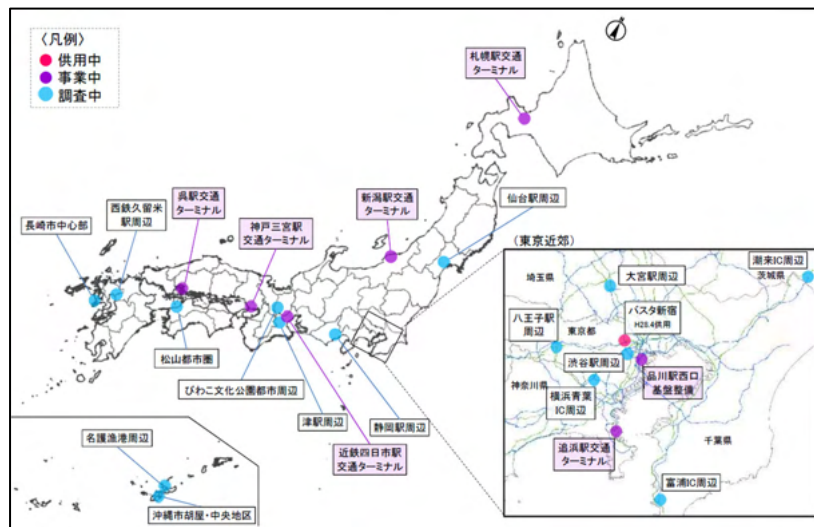 〈凡例〉
供用中
事業中
調査中
札幌駅交通
ターミナル
新潟駅交通
ターミナル
仙台駅周辺
呉駅交通
ターミナル
西鉄久留米
駅周辺
長崎市中心部
神戸三宮駅
交通ターミナル
松山都市圏
びわこ文化公園都市周辺
津駅周辺
静岡駅周辺
近鉄四日市駅
交通ターミナル
名護漁港周辺
沖縄市胡屋・中央地区
(東京近郊)
潮来IC周辺
茨城県
埼玉県
大宮駅周辺
八王子駅
周辺
東京都
バスタ新宿
H28.4供用
渋谷駅周辺
品川駅西口
基盤整備
神奈川県
横浜青葉
IC周辺
追浜駅交通
ターミナル
千葉県
富浦IC周辺